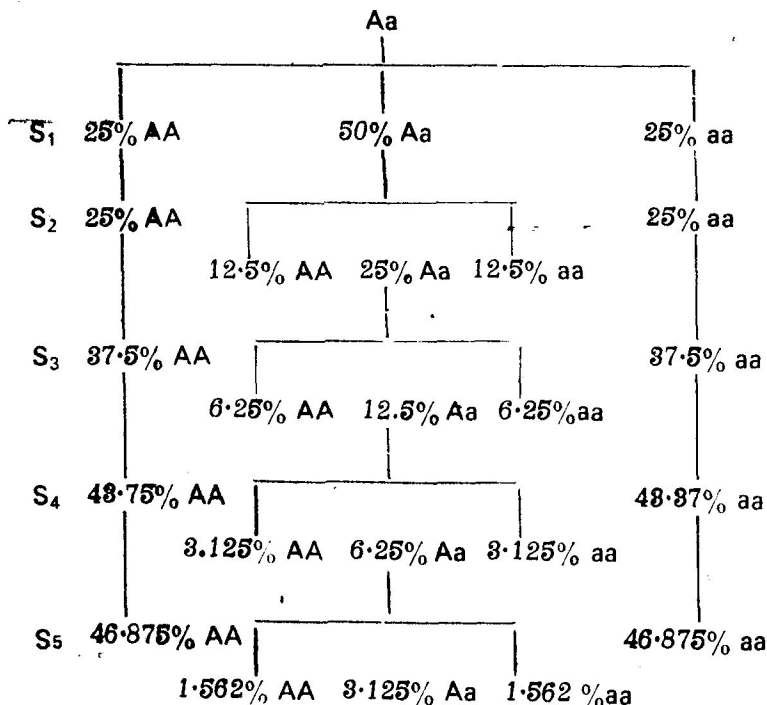 Aa
S1 25% AA 50% Aa 25% aa
S2 25% AA 25% aa
12·5% AA 25% Aa 12·5% aa
S3 37·5% AA 37·5% aa
6·25% AA 12.5% Aa 6·25%aa
S4 43·75% AA 43·37% aa
3.125% AA 6·25% Aa 3·125% aa
S5 46·875% AA 46·875% aa
1·562% AA 3·125% Aa 1·562 %aa